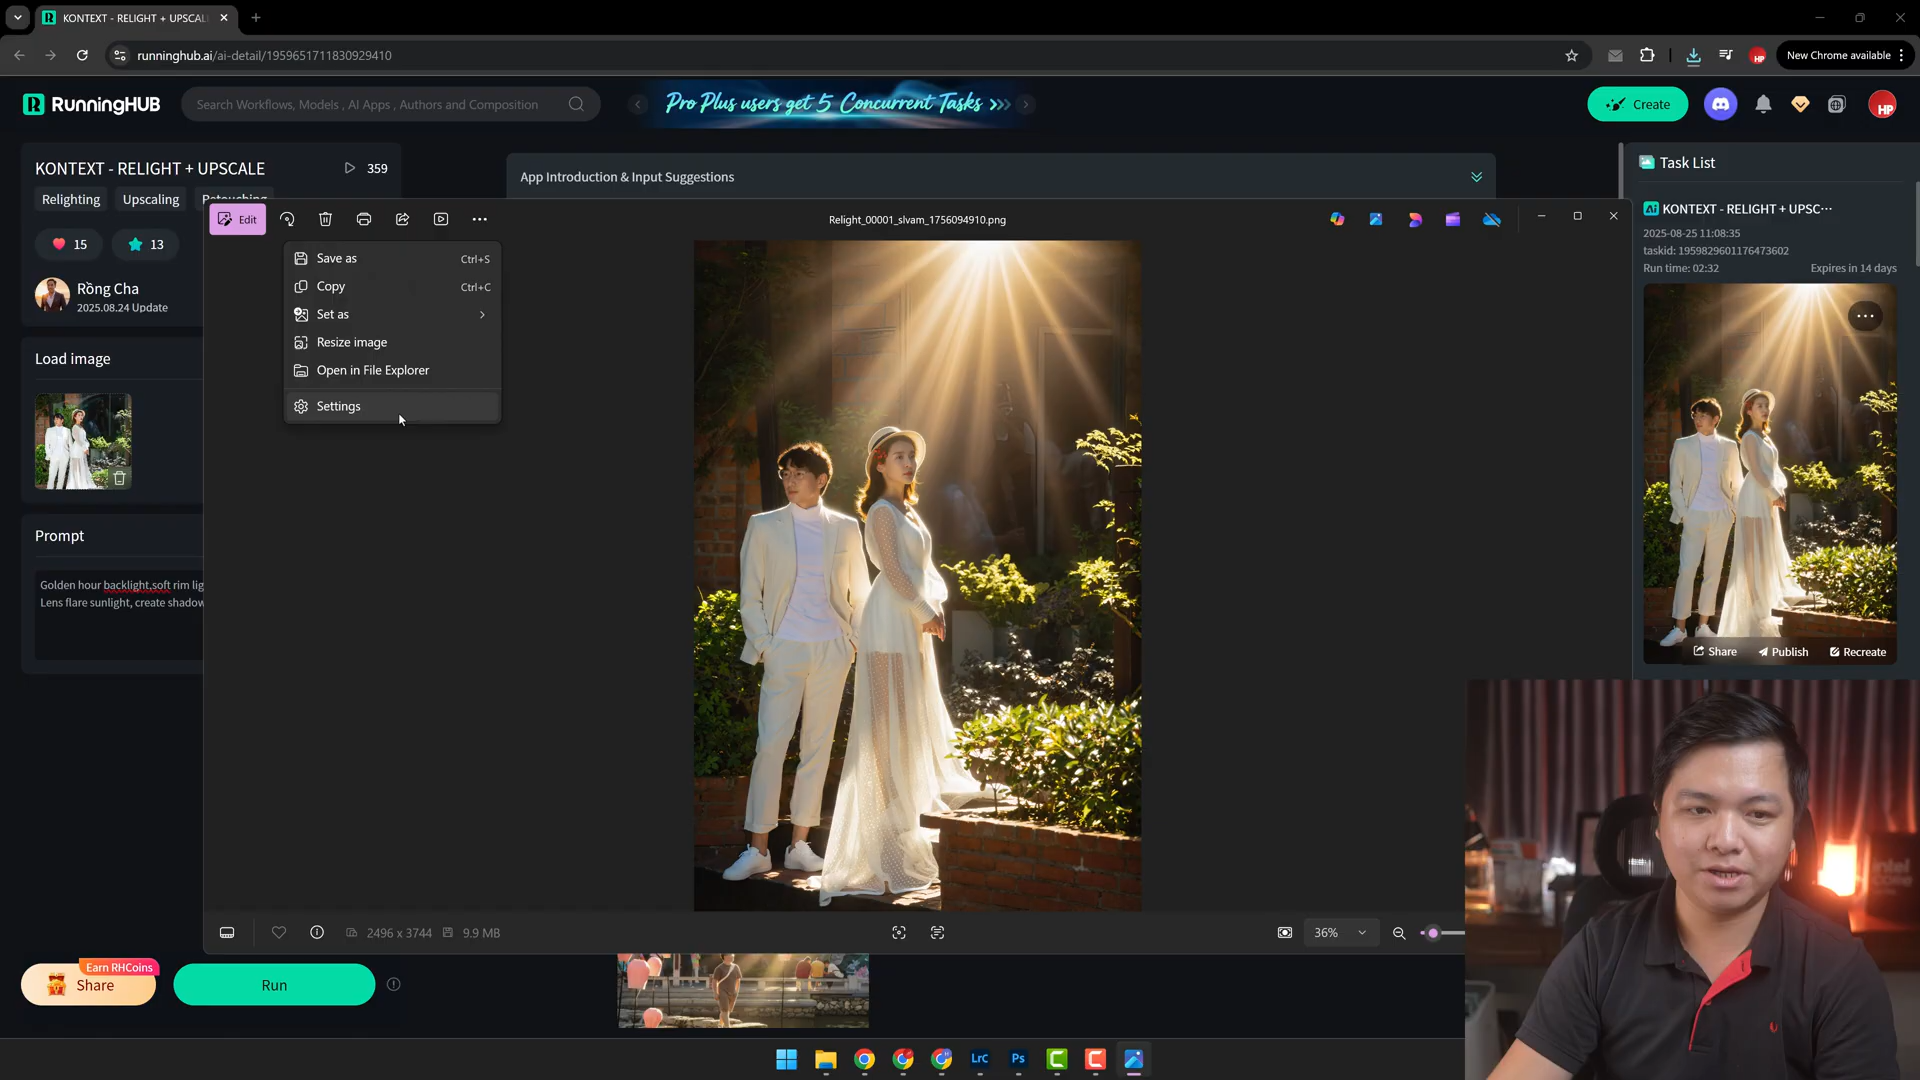 KONTEXT - RELIGHT + UPSCAL
runninghub.ai/ai-detail/1959651711830929410
HP
New Chrome available
RunningHUB
Search Workflows, Models , AI Apps , Authors and Composition
Pro Plus users get 5 Concurrent Tasks
Create
HP
KONTEXT - RELIGHT + UPSCALE
359
Relighting
Upscaling
Retouching
15
13
Rồng Cha
2025.08.24 Update
App Introduction & Input Suggestions
Edit
Relight_00001_slvam_1756094910.png
Save as
Ctrl+S
Copy
Ctrl+C
Set as
Resize image
Open in File Explorer
Settings
Load image
Prompt
Golden hour backlight,soft rim lig
Lens flare sunlight, create shadow
2496 x 3744
9.9 MB
36%
Earn RHCoins
Share
Run
Task List
Ai KONTEXT - RELIGHT + UPSC···
2025-08-25 11:08:35
taskid: 1959829601176473602
Run time: 02:32
Expires in 14 days
Share
Publish
Recreate
intel
LrC
Ps